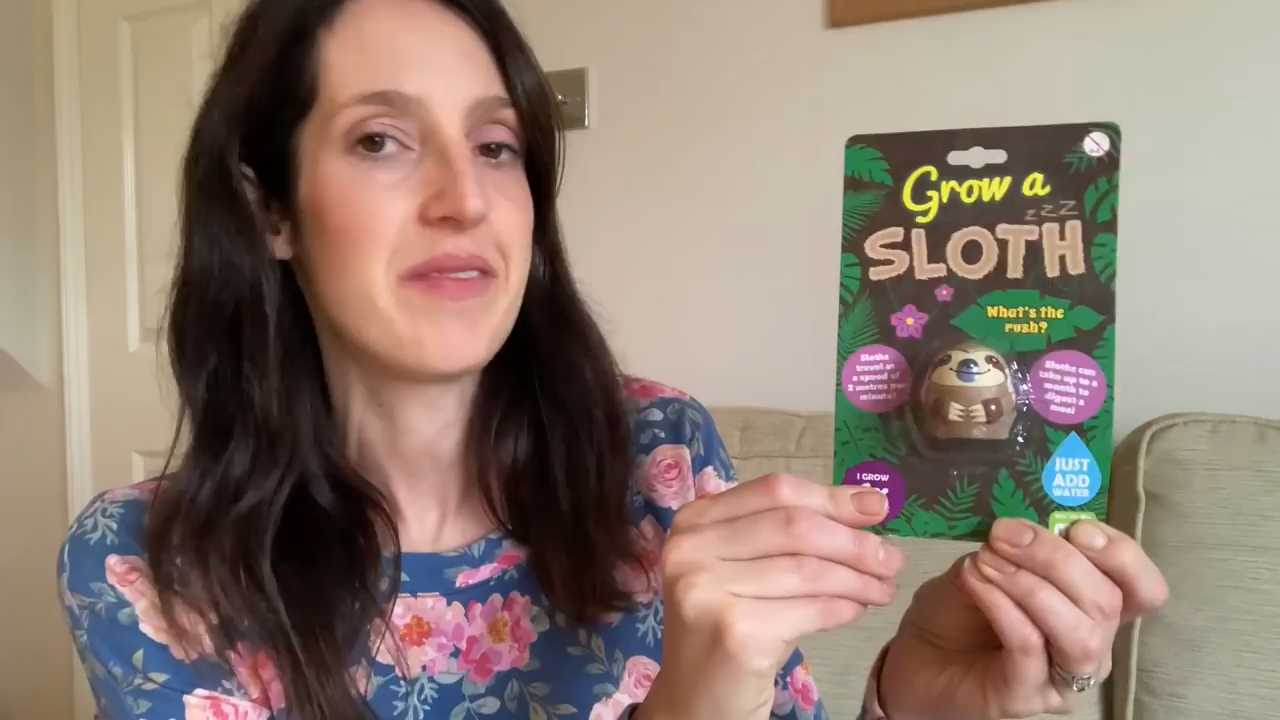 Grow a
zzz
SLOTH
What's the
rush?
Sloths
travel at
a speed of
2 metres per
minute!
Sloths can
take up to a
month to
digest a
meal
I GROW
JUST
ADD
WATER